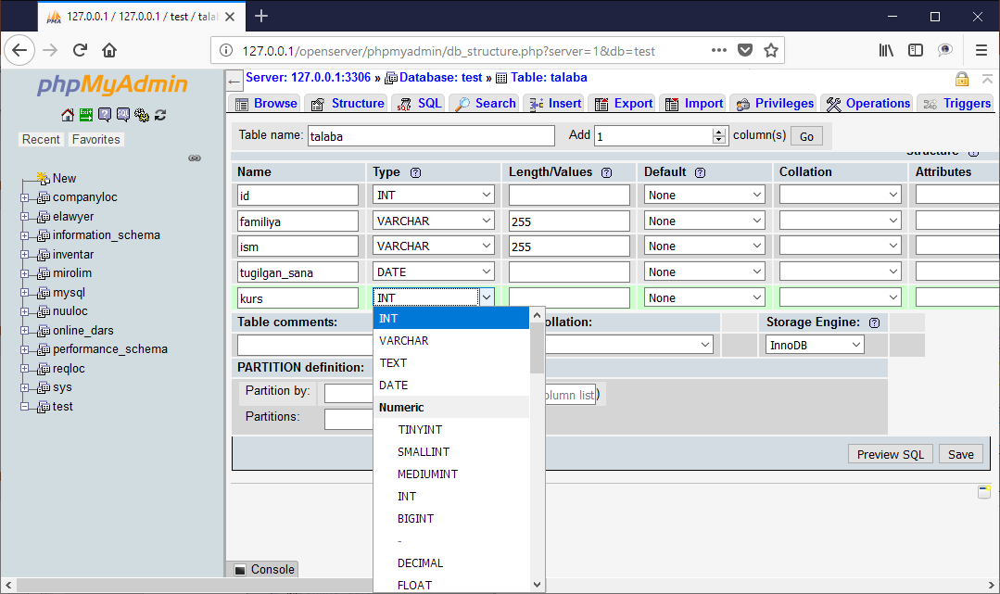 127.0.0.1 / 127.0.0.1 / test / tala
127.0.0.1/openserver/phpmyadmin/db_structure.php?server=1&db=test
phpMyAdmin
Recent Favorites
New
companyloc
elawyer
information_schema
inventar
mirolim
mysql
nuuloc
online_dars
performance_schema
reqloc
sys
test
Server: 127.0.0.1:3306 » Database: test » Table: talaba
Browse Structure SQL Search Insert Export Import Privileges Operations Triggers
Table name: talaba Add 1 column(s) Go
Structure
Name Type Length/Values Default Collation Attributes
id INT None
familiya VARCHAR 255 None
ism VARCHAR 255 None
tugilgan_sana DATE None
kurs INT None
Table comments: ollation: Storage Engine:
InnoDB
PARTITION definition:
Partition by: olumn list)
Partitions:
INT
VARCHAR
TEXT
DATE
Numeric
TINYINT
SMALLINT
MEDIUMINT
INT
BIGINT
-
DECIMAL
FLOAT
Preview SQL Save
Console